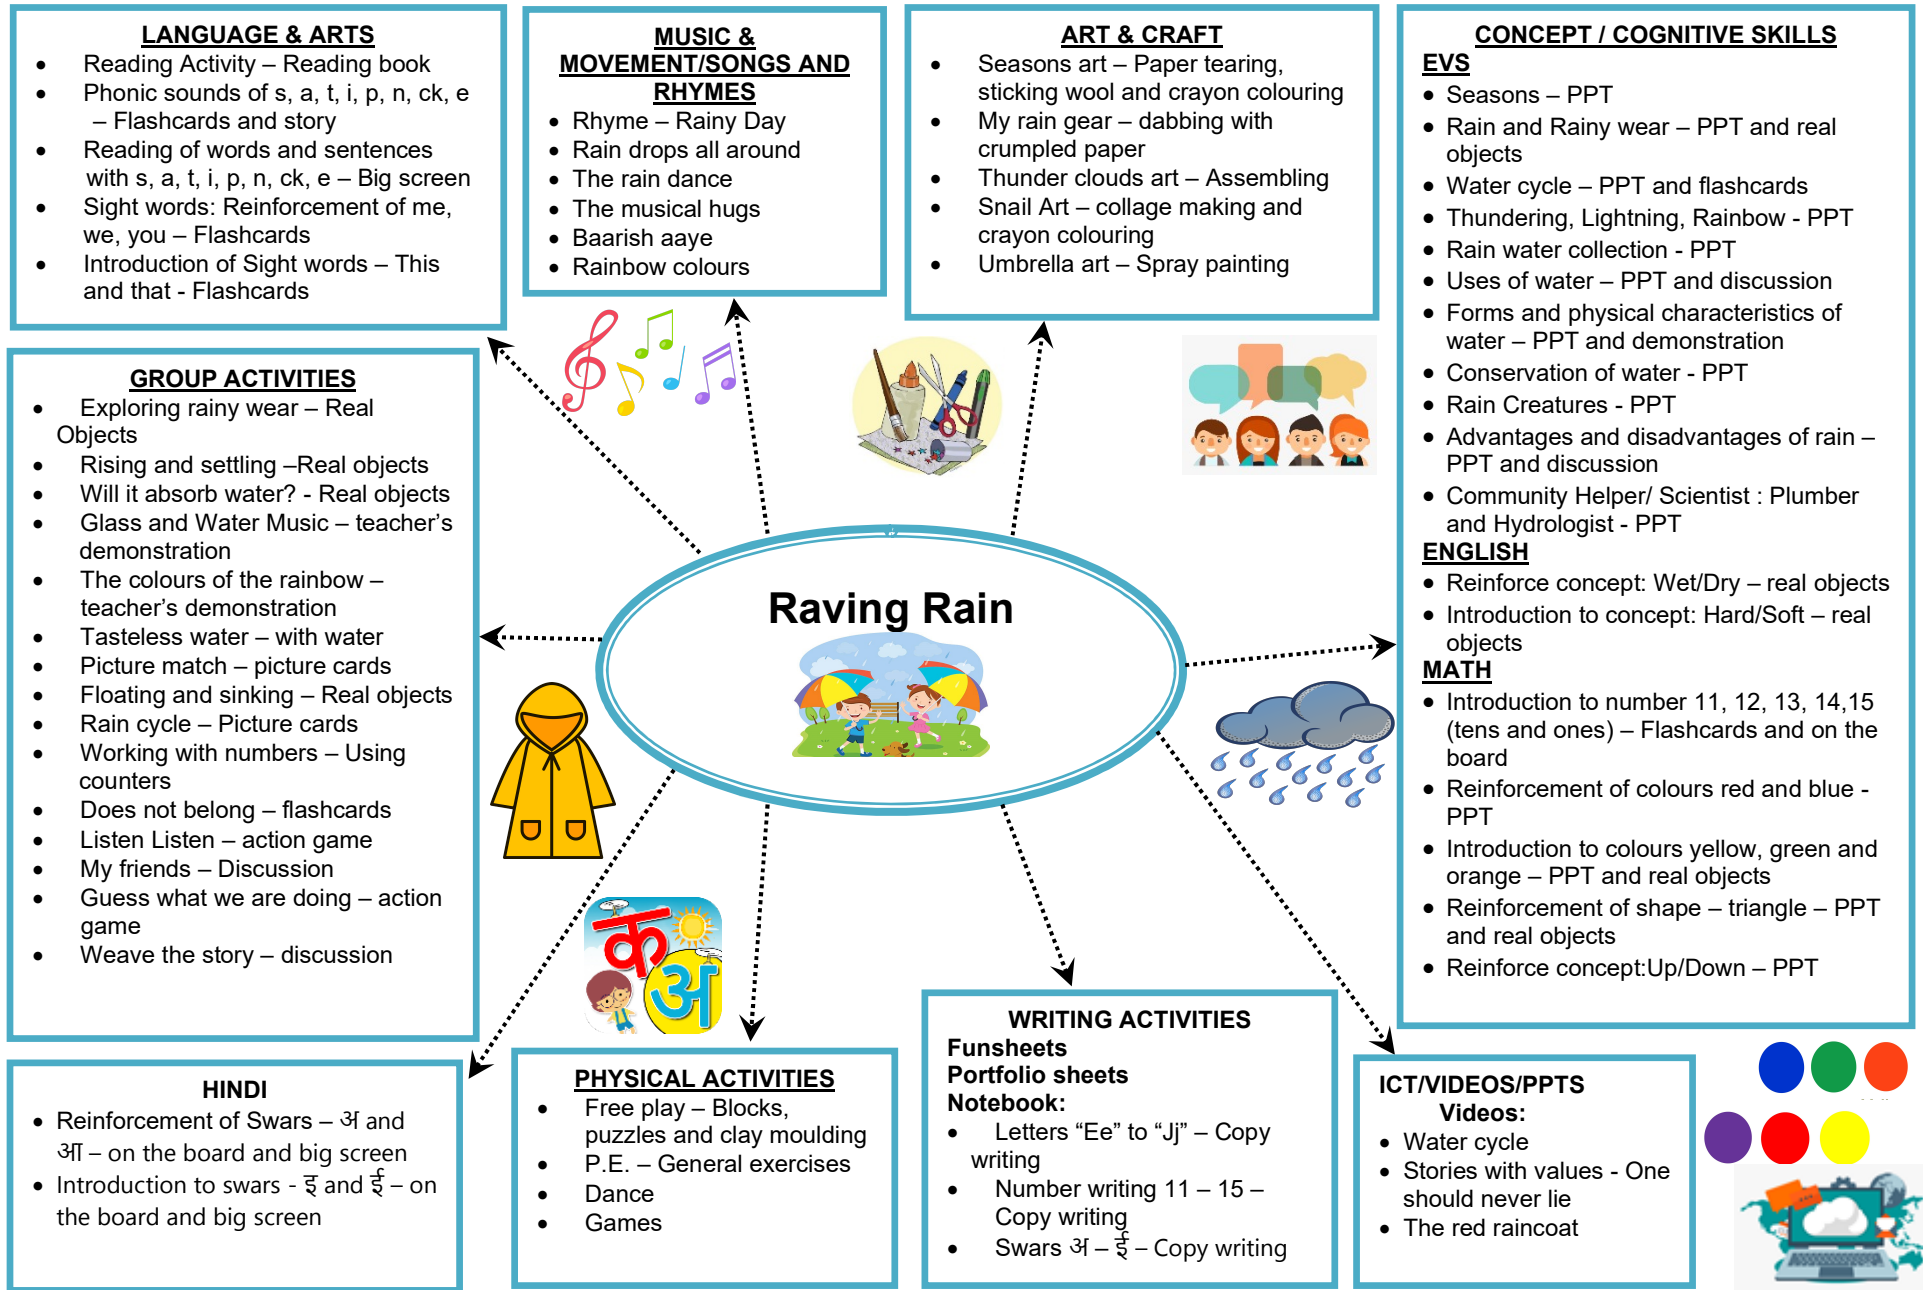 LANGUAGE & ARTS
• Reading Activity – Reading book
• Phonic sounds of s, a, t, i, p, n, ck, e
– Flashcards and story
• Reading of words and sentences
with s, a, t, i, p, n, ck, e – Big screen
• Sight words: Reinforcement of me,
we, you – Flashcards
• Introduction of Sight words – This
and that - Flashcards
MUSIC &
MOVEMENT/SONGS AND
RHYMES
• Rhyme – Rainy Day
• Rain drops all around
• The rain dance
• The musical hugs
• Baarish aaye
• Rainbow colours
ART & CRAFT
• Seasons art – Paper tearing,
sticking wool and crayon colouring
• My rain gear – dabbing with
crumpled paper
• Thunder clouds art – Assembling
• Snail Art – collage making and
crayon colouring
• Umbrella art – Spray painting
CONCEPT / COGNITIVE SKILLS
EVS
• Seasons – PPT
• Rain and Rainy wear – PPT and real
objects
• Water cycle – PPT and flashcards
• Thundering, Lightning, Rainbow - PPT
• Rain water collection - PPT
• Uses of water – PPT and discussion
• Forms and physical characteristics of
water – PPT and demonstration
• Conservation of water - PPT
• Rain Creatures - PPT
• Advantages and disadvantages of rain –
PPT and discussion
• Community Helper/ Scientist : Plumber
and Hydrologist - PPT
ENGLISH
• Reinforce concept: Wet/Dry – real objects
• Introduction to concept: Hard/Soft – real
objects
MATH
• Introduction to number 11, 12, 13, 14,15
(tens and ones) – Flashcards and on the
board
• Reinforcement of colours red and blue -
PPT
• Introduction to colours yellow, green and
orange – PPT and real objects
• Reinforcement of shape – triangle – PPT
and real objects
• Reinforce concept:Up/Down – PPT
GROUP ACTIVITIES
• Exploring rainy wear – Real
Objects
• Rising and settling –Real objects
• Will it absorb water? - Real objects
• Glass and Water Music – teacher’s
demonstration
• The colours of the rainbow –
teacher’s demonstration
• Tasteless water – with water
• Picture match – picture cards
• Floating and sinking – Real objects
• Rain cycle – Picture cards
• Working with numbers – Using
counters
• Does not belong – flashcards
• Listen Listen – action game
• My friends – Discussion
• Guess what we are doing – action
game
• Weave the story – discussion
Raving Rain
क
अ
HINDI
• Reinforcement of Swars – अ and
आ – on the board and big screen
• Introduction to swars - इ and ई – on
the board and big screen
PHYSICAL ACTIVITIES
• Free play – Blocks,
puzzles and clay moulding
• P.E. – General exercises
• Dance
• Games
WRITING ACTIVITIES
Funsheets
Portfolio sheets
Notebook:
• Letters “Ee” to “Jj” – Copy
writing
• Number writing 11 – 15 –
Copy writing
• Swars अ – ई – Copy writing
ICT/VIDEOS/PPTS
Videos:
• Water cycle
• Stories with values - One
should never lie
• The red raincoat